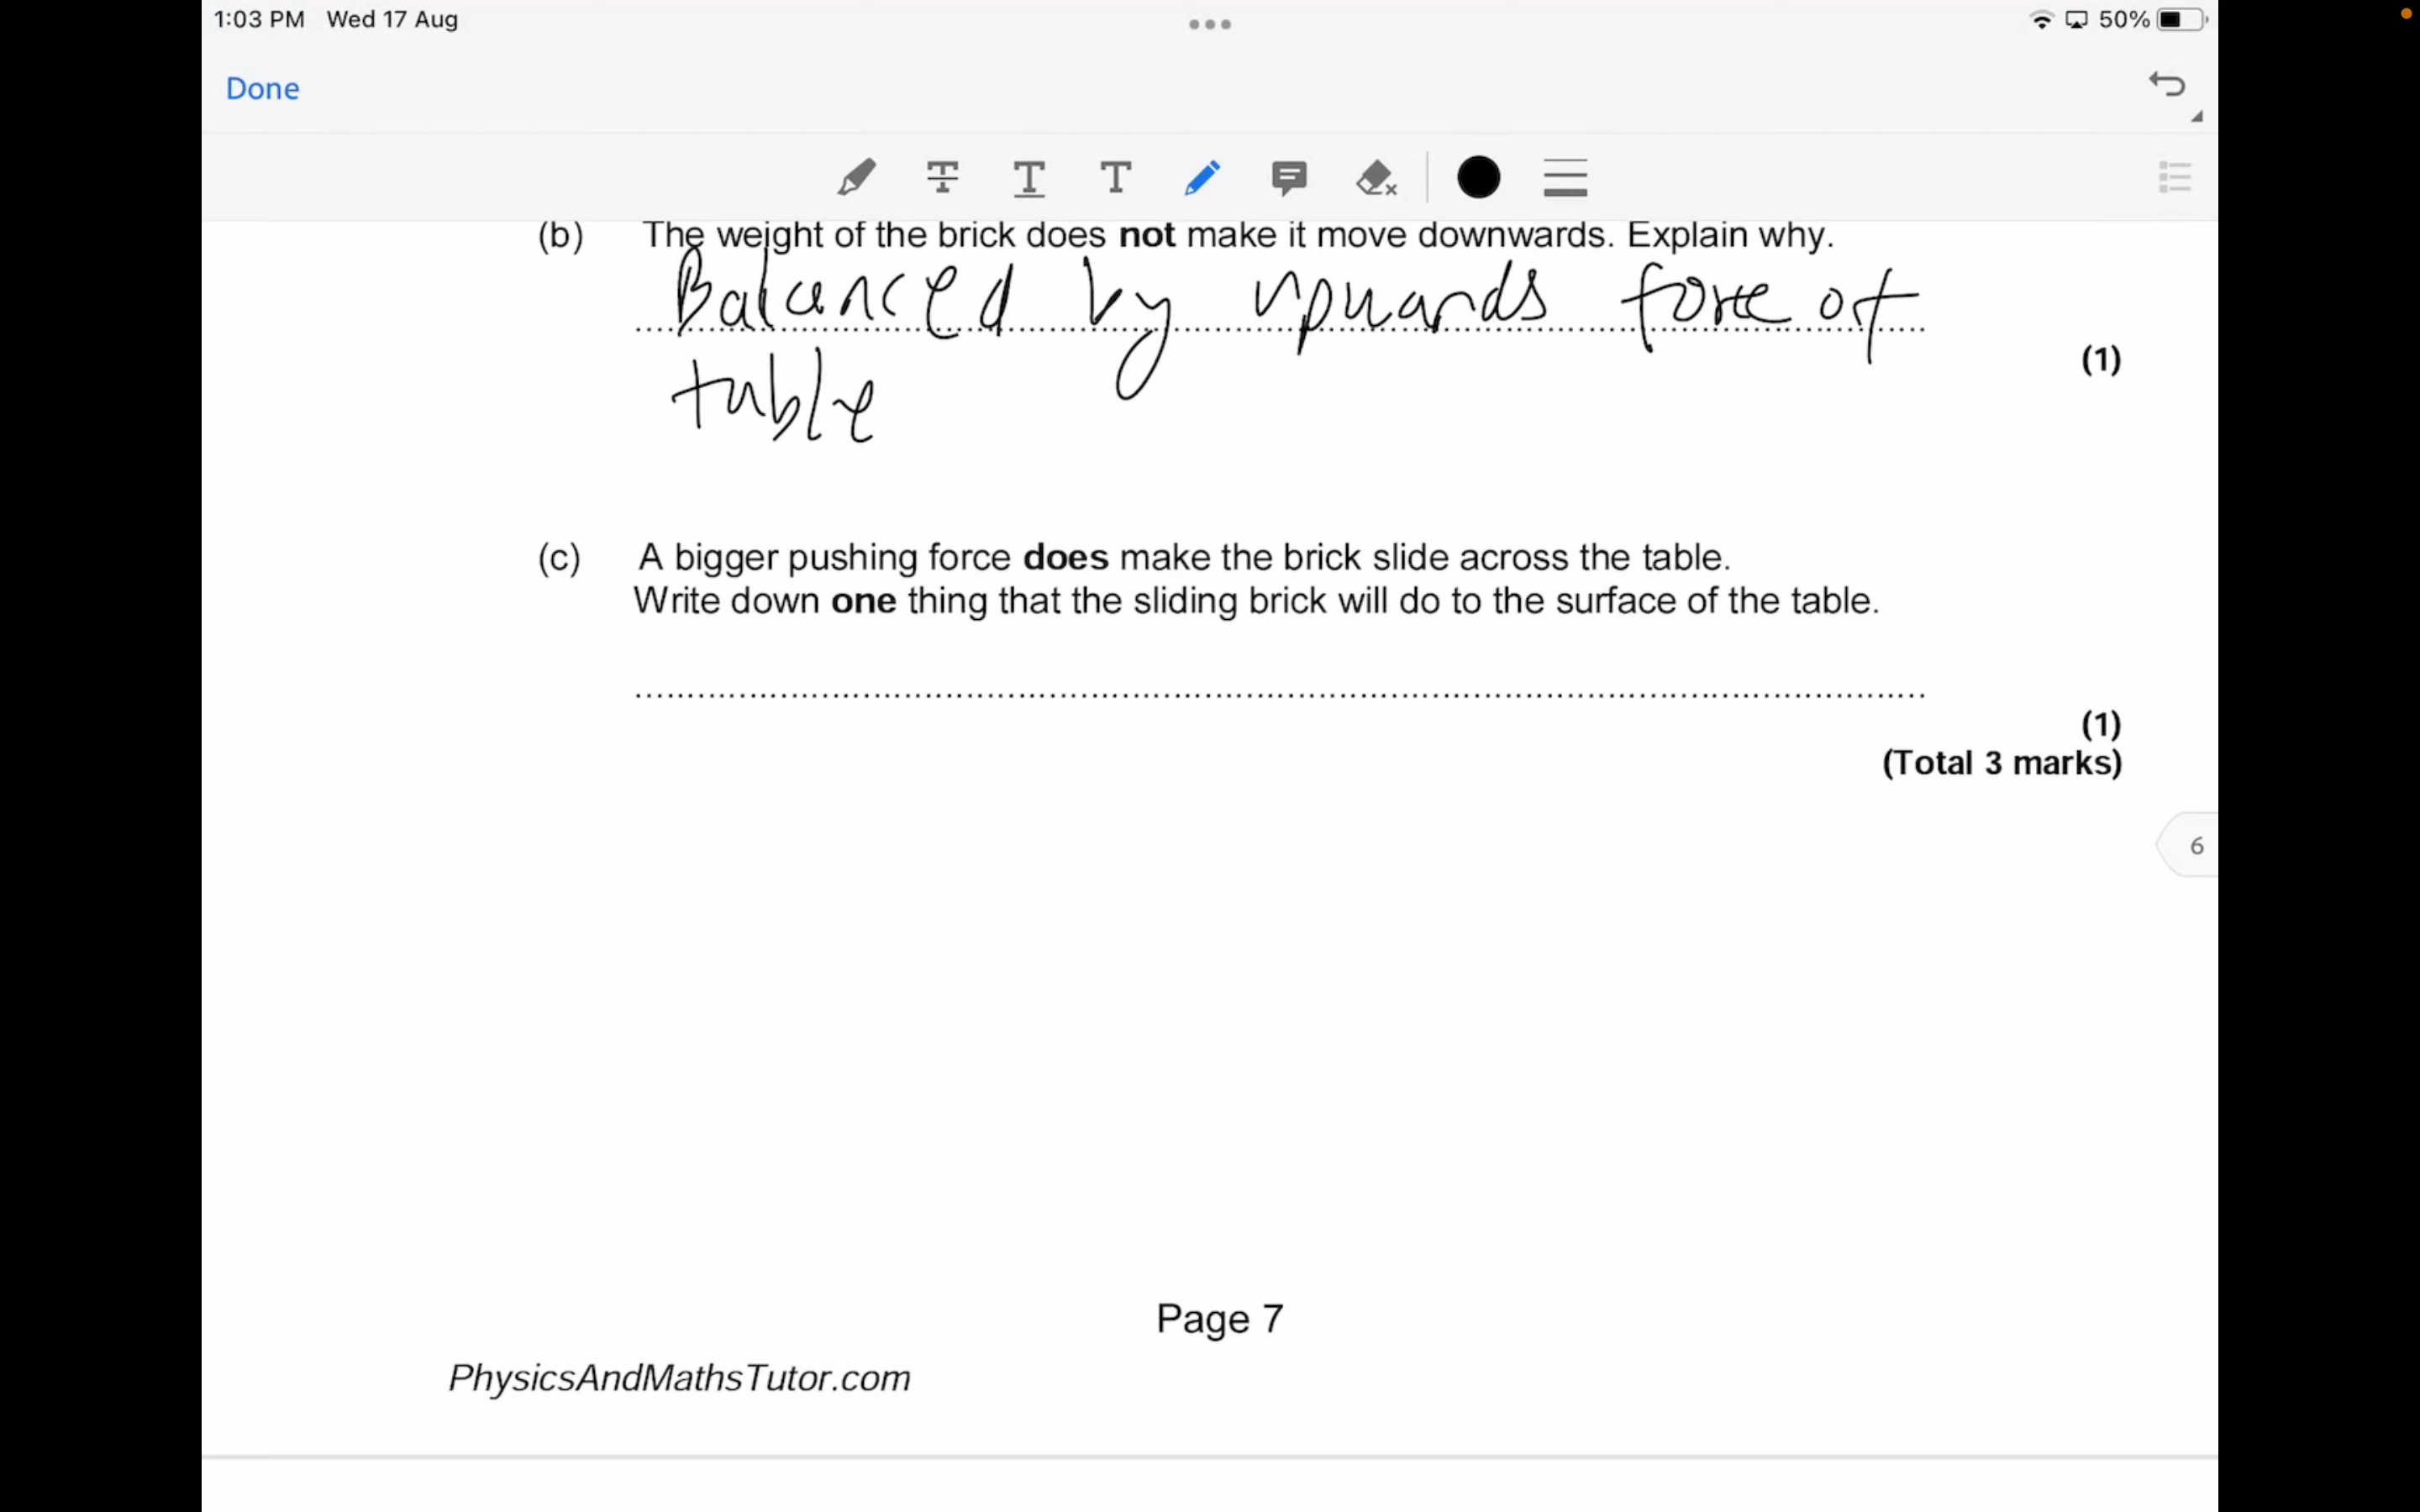 1:03 PM Wed 17 Aug
50%
Done
(b) The weight of the brick does not make it move downwards. Explain why.
Balanced by upwards force of
table
(1)
(c) A bigger pushing force does make the brick slide across the table.
Write down one thing that the sliding brick will do to the surface of the table.
(1)
(Total 3 marks)
6
Page 7
PhysicsAndMathsTutor.com